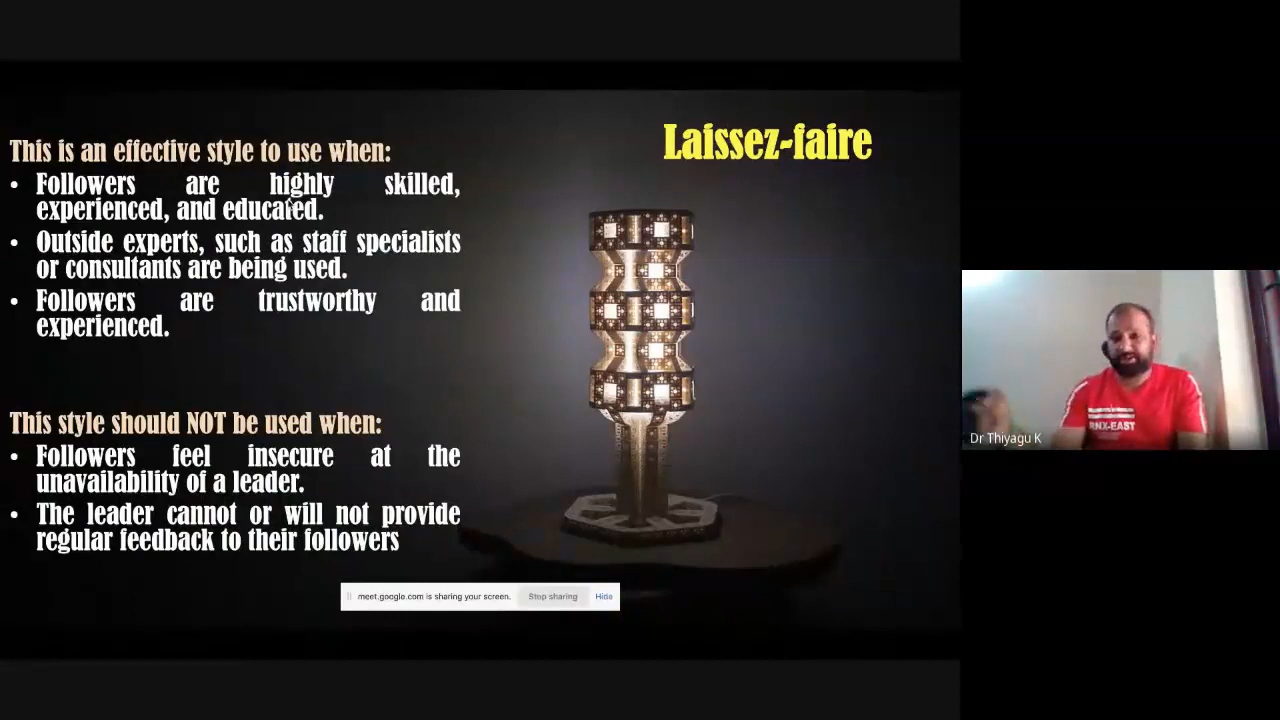 Laissez-faire
This is an effective style to use when:
• Followers are highly skilled,
experienced, and educated.
• Outside experts, such as staff specialists
or consultants are being used.
• Followers are trustworthy and
experienced.
This style should NOT be used when:
• Followers feel insecure at the
unavailability of a leader.
• The leader cannot or will not provide
regular feedback to their followers
meet.google.com is sharing your screen. Stop sharing Hide
RNX-EAST
Dr Thiyagu K